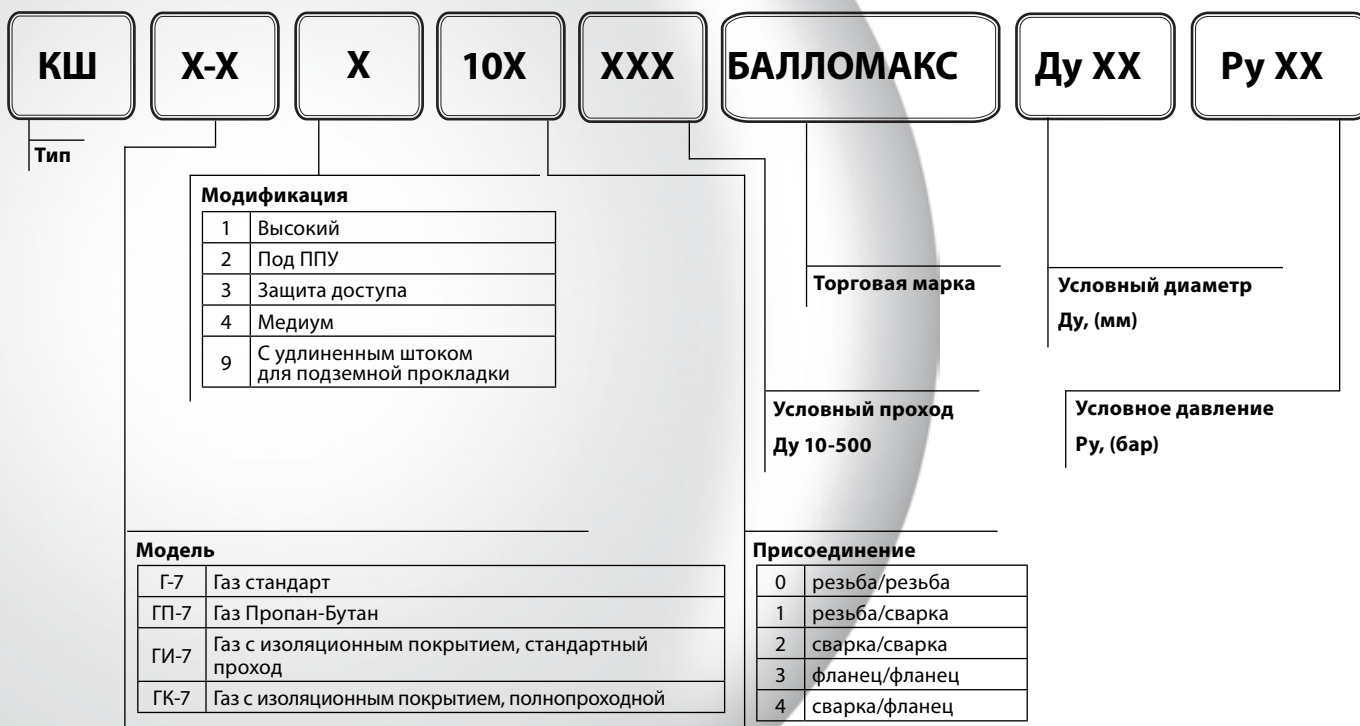 КШ Х-Х Х 10Х ХХХ БАЛЛОМАКС Ду ХХ Ру ХХ
Тип
Модификация
1 Высокий
2 Под ППУ
3 Защита доступа
4 Медиум
9 С удлиненным штоком
для подземной прокладки
Торговая марка
Условный диаметр
Ду, (мм)
Условный проход
Ду 10-500
Условное давление
Ру, (бар)
Модель
Г-7 Газ стандарт
ГП-7 Газ Пропан-Бутан
ГИ-7 Газ с изоляционным покрытием, стандартный
проход
ГК-7 Газ с изоляционным покрытием, полнопроходной
Присоединение
0 резьба/резьба
1 резьба/сварка
2 сварка/сварка
3 фланец/фланец
4 сварка/фланец